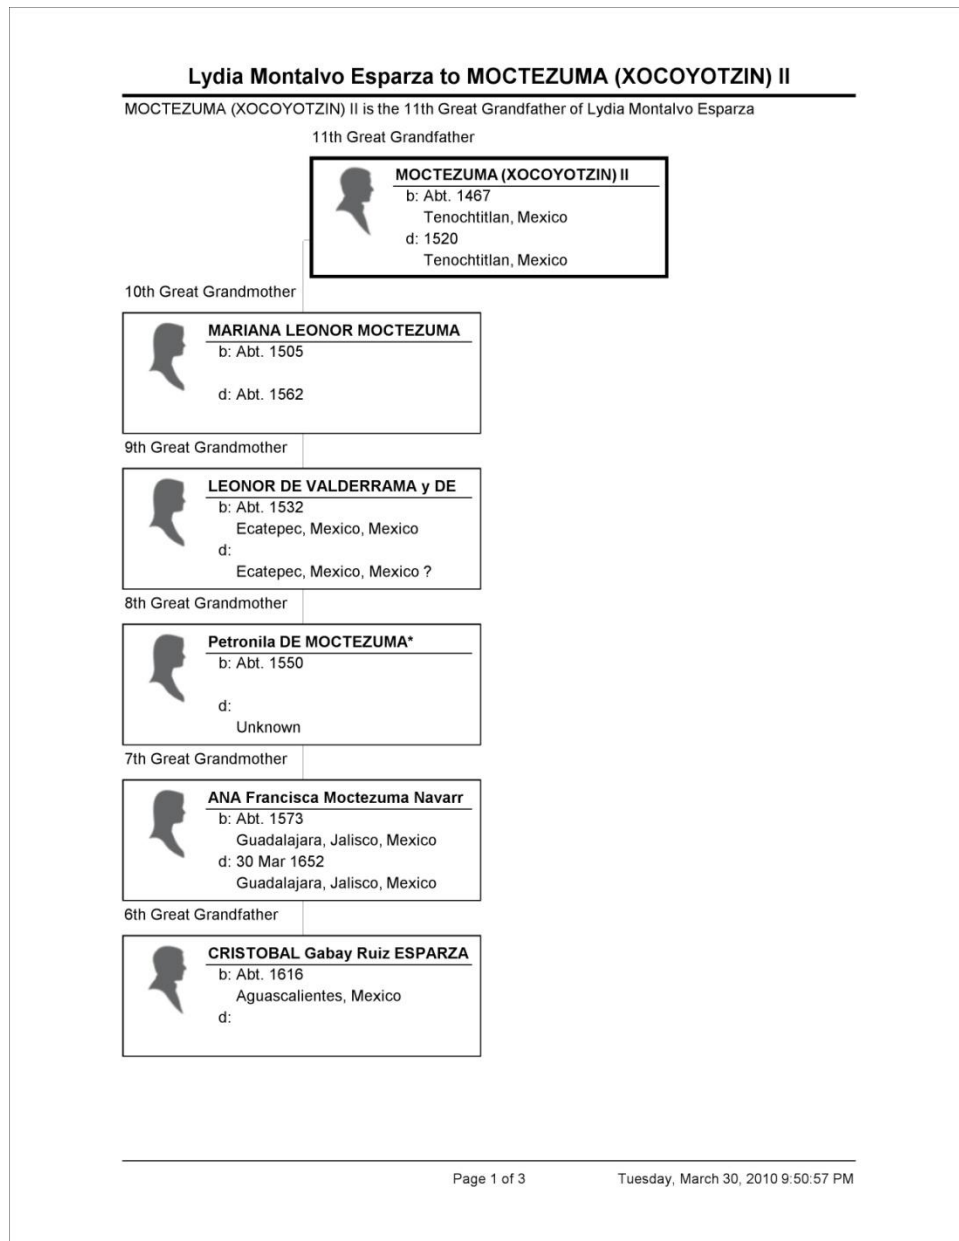 Lydia Montalvo Esparza to MOCTEZUMA (XOCOYOTZIN) II
MOCTEZUMA (XOCOYOTZIN) II is the 11th Great Grandfather of Lydia Montalvo Esparza
11th Great Grandfather
MOCTEZUMA (XOCOYOTZIN) II
b: Abt. 1467
Tenochtitlan, Mexico
d: 1520
Tenochtitlan, Mexico
10th Great Grandmother
MARIANA LEONOR MOCTEZUMA
b: Abt. 1505
d: Abt. 1562
9th Great Grandmother
LEONOR DE VALDERRAMA y DE
b: Abt. 1532
Ecatepec, Mexico, Mexico
d:
Ecatepec, Mexico, Mexico ?
8th Great Grandmother
Petronila DE MOCTEZUMA*
b: Abt. 1550
d:
Unknown
7th Great Grandmother
ANA Francisca Moctezuma Navarr
b: Abt. 1573
Guadalajara, Jalisco, Mexico
d: 30 Mar 1652
Guadalajara, Jalisco, Mexico
6th Great Grandfather
CRISTOBAL Gabay Ruiz ESPARZA
b: Abt. 1616
Aguascalientes, Mexico
d:
Page 1 of 3 Tuesday, March 30, 2010 9:50:57 PM